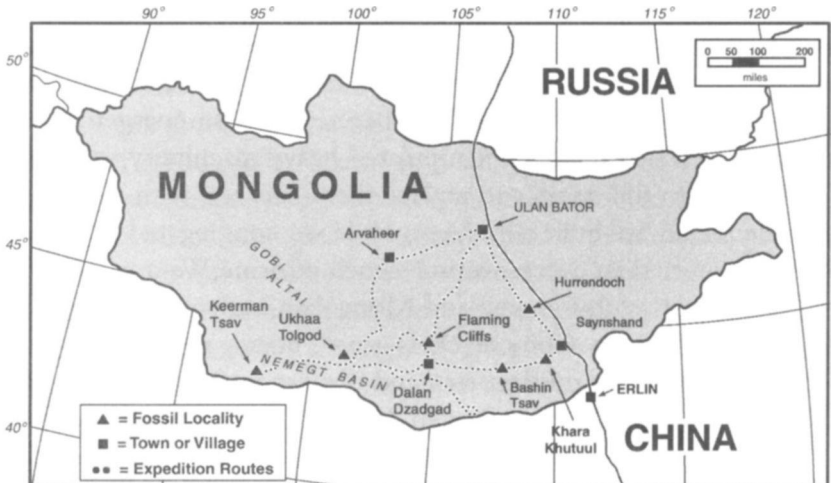 90° 95° 100° 105° 110° 115° 120°
50°
0 50 100 200
miles
RUSSIA
MONGOLIA
ULAN BATOR
Arvaheer
45°
GOBI
ALTAI
Hurrendoch
Keerman
Tsav
Ukhaa
Tolgod
Flaming
Cliffs
Saynshand
NEMEGT BASIN
Dalan
Dzadgad
Bashin
Tsav
ERLIN
Khara
Khutuul
CHINA
40°
▲ = Fossil Locality
■ = Town or Village
•• = Expedition Routes